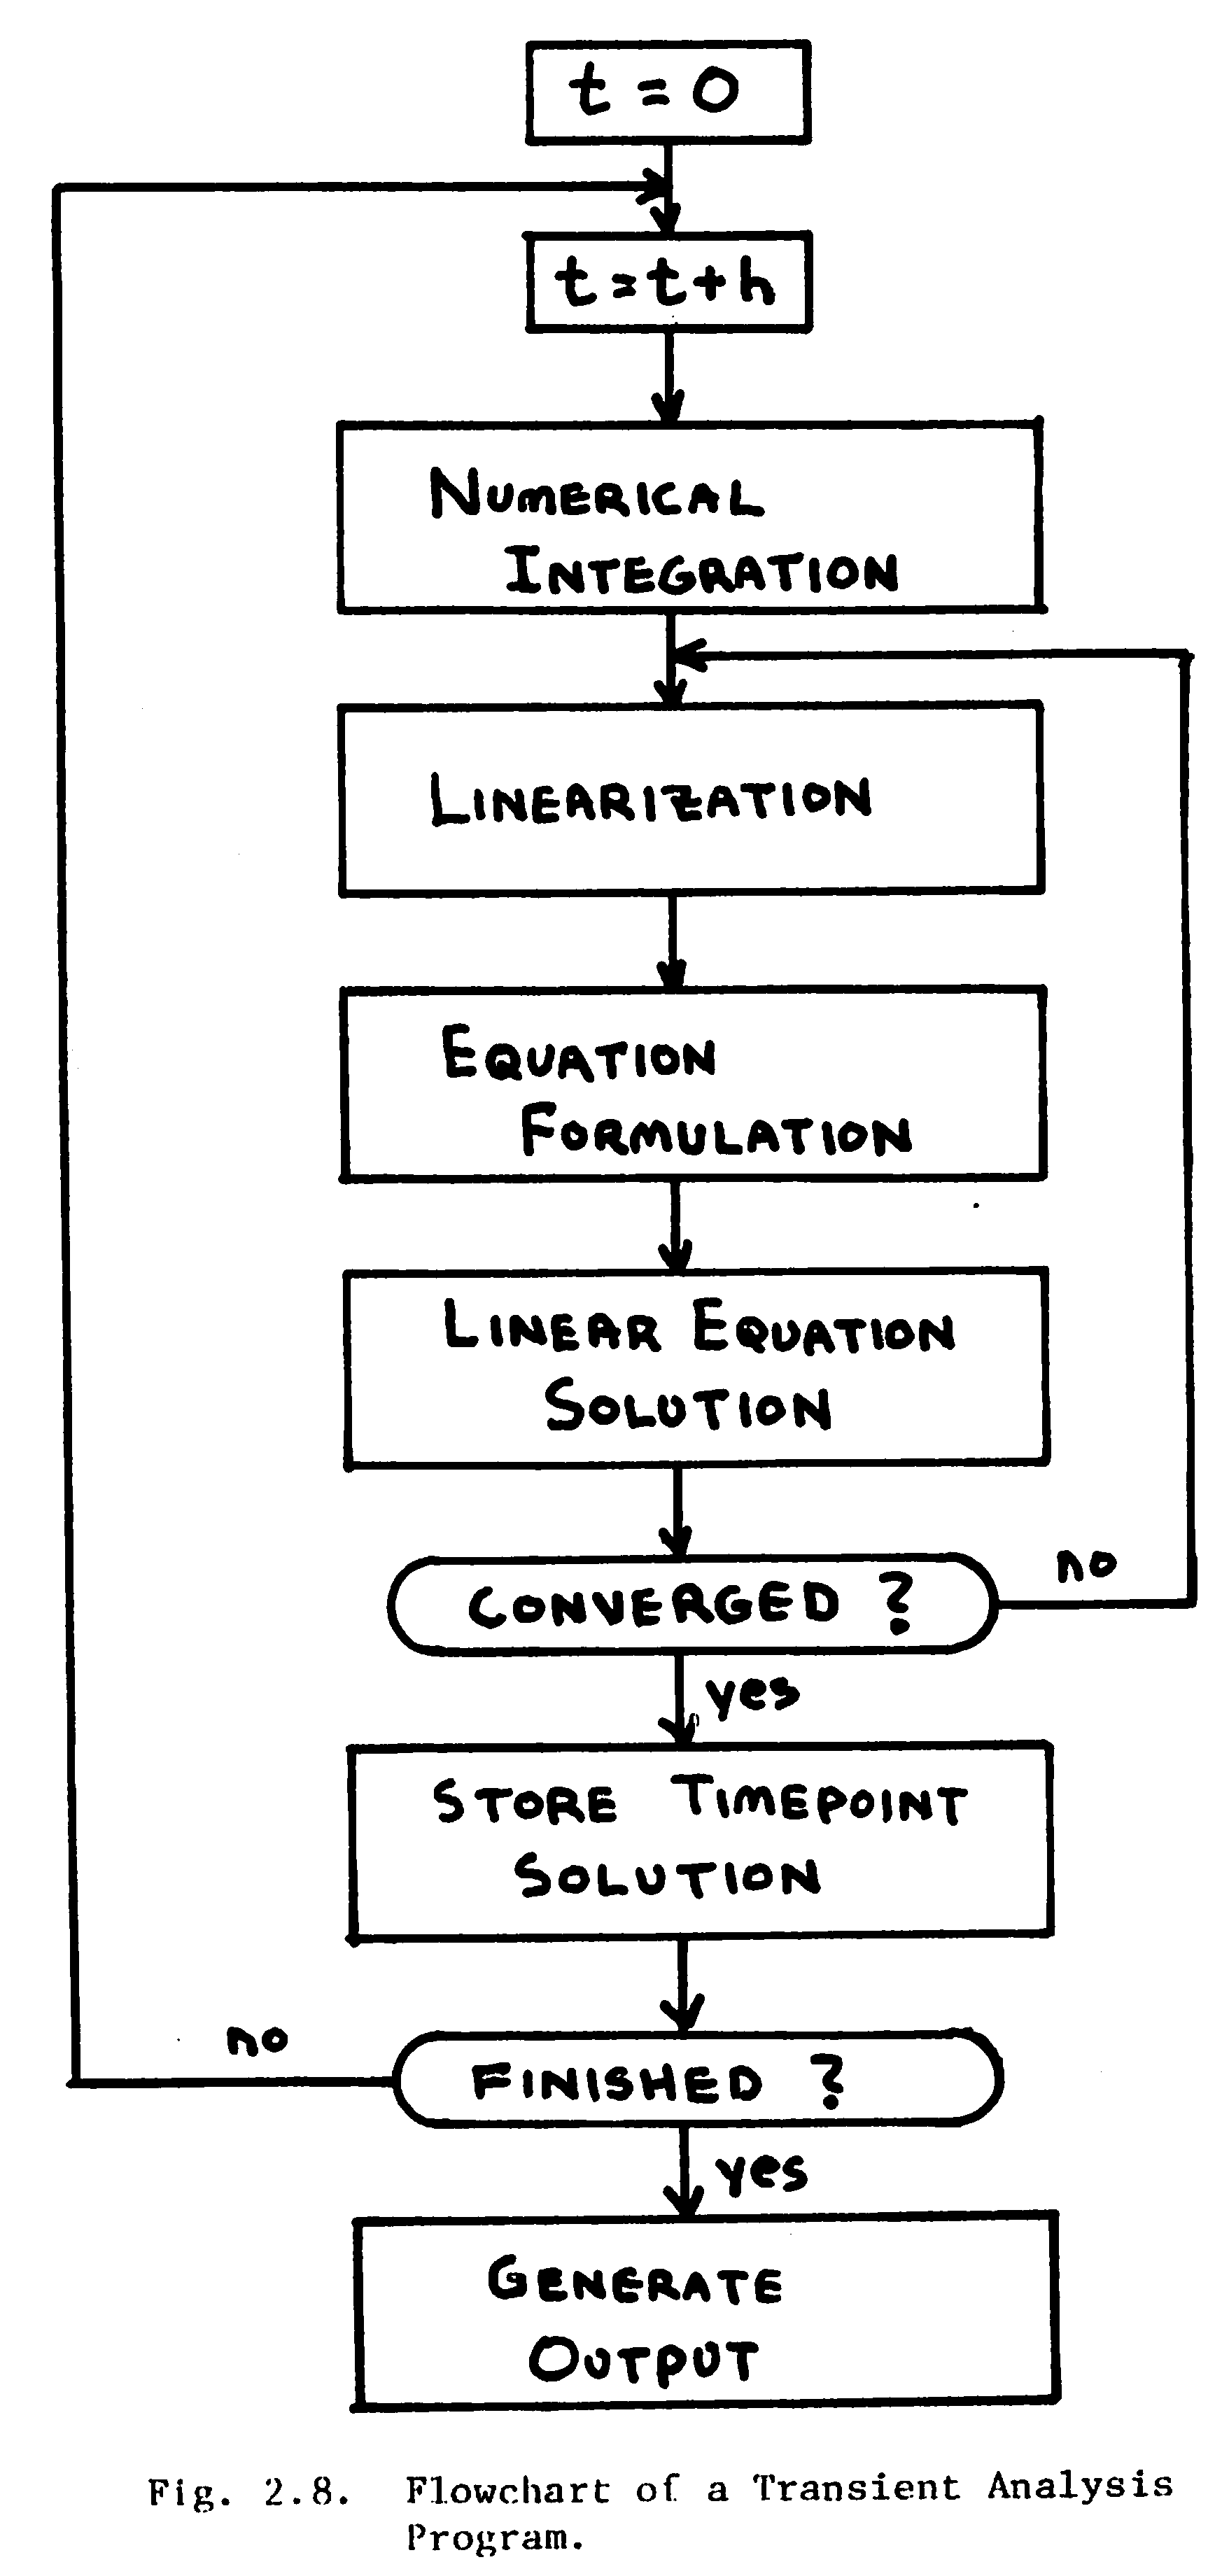 t = 0
t=t+h
NUMERICAL
INTEGRATION
LINEARIZATION
EQUATION
FORMULATION
LINEAR EQUATION
SOLUTION
CONVERGED ?
no
yes
STORE TIMEPOINT
SOLUTION
no
FINISHED ?
yes
GENERATE
OUTPUT
Fig. 2.8. Flowchart of a Transient Analysis
Program.